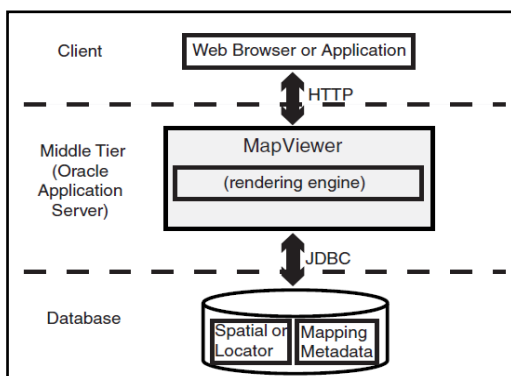 Client
Web Browser or Application
HTTP
Middle Tier
(Oracle
Application
Server)
MapViewer
(rendering engine)
JDBC
Database
Spatial or
Locator
Mapping
Metadata